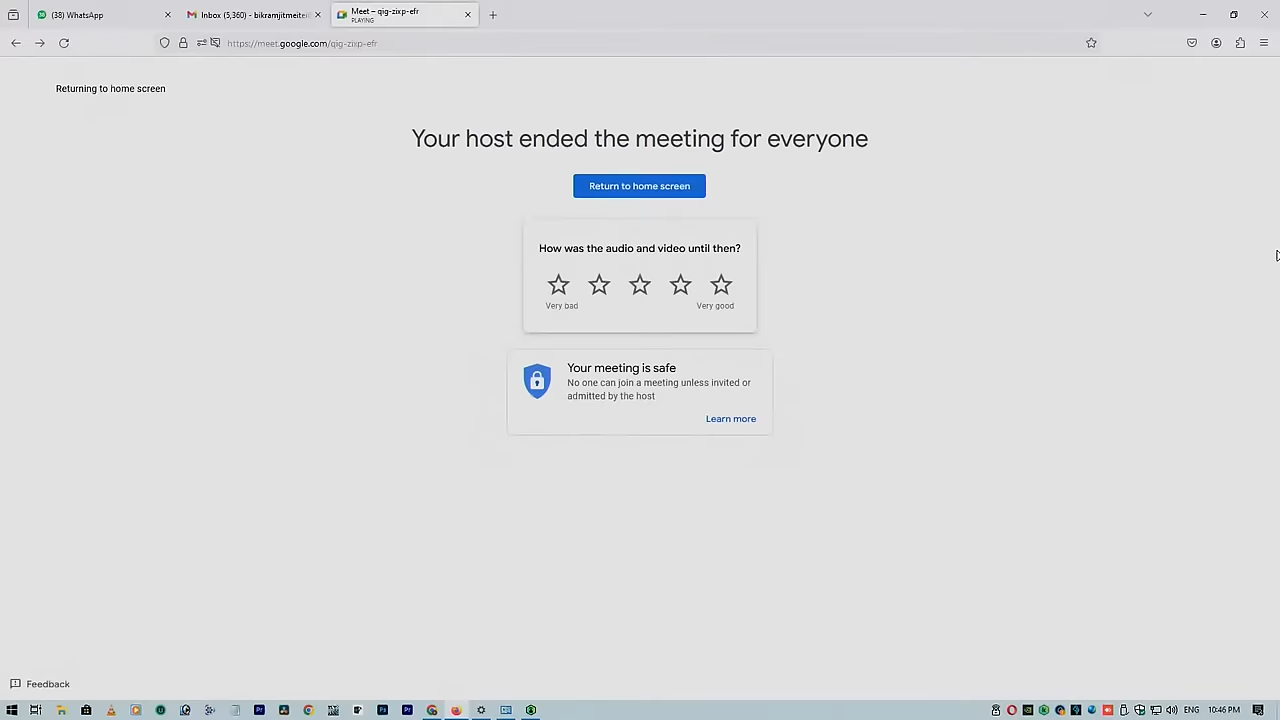 (38) WhatsApp
Inbox (5,360) - bikramjitmeitei
Meet – qig-zixp-efr
PLAYING
https://meet.google.com/qig-zixp-efr
Returning to home screen
Your host ended the meeting for everyone
Return to home screen
How was the audio and video until then?
Very bad
Very good
Your meeting is safe
No one can join a meeting unless invited or
admitted by the host
Learn more
Feedback
ENG
10:46 PM